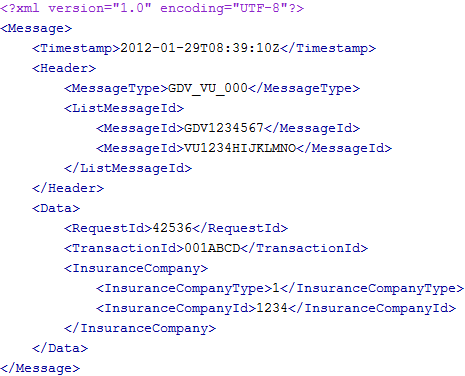 <?xml version="1.0" encoding="UTF-8"?>
<Message>
    <Timestamp>2012-01-29T08:39:10Z</Timestamp>
    <Header>
        <MessageType>GDV_VU_000</MessageType>
        <ListMessageId>
            <MessageId>GDV1234567</MessageId>
            <MessageId>VU1234HIJKLMNO</MessageId>
        </ListMessageId>
    </Header>
    <Data>
        <RequestId>42536</RequestId>
        <TransactionId>001ABCD</TransactionId>
        <InsuranceCompany>
            <InsuranceCompanyType>1</InsuranceCompanyType>
            <InsuranceCompanyId>1234</InsuranceCompanyId>
        </InsuranceCompany>
    </Data>
</Message>